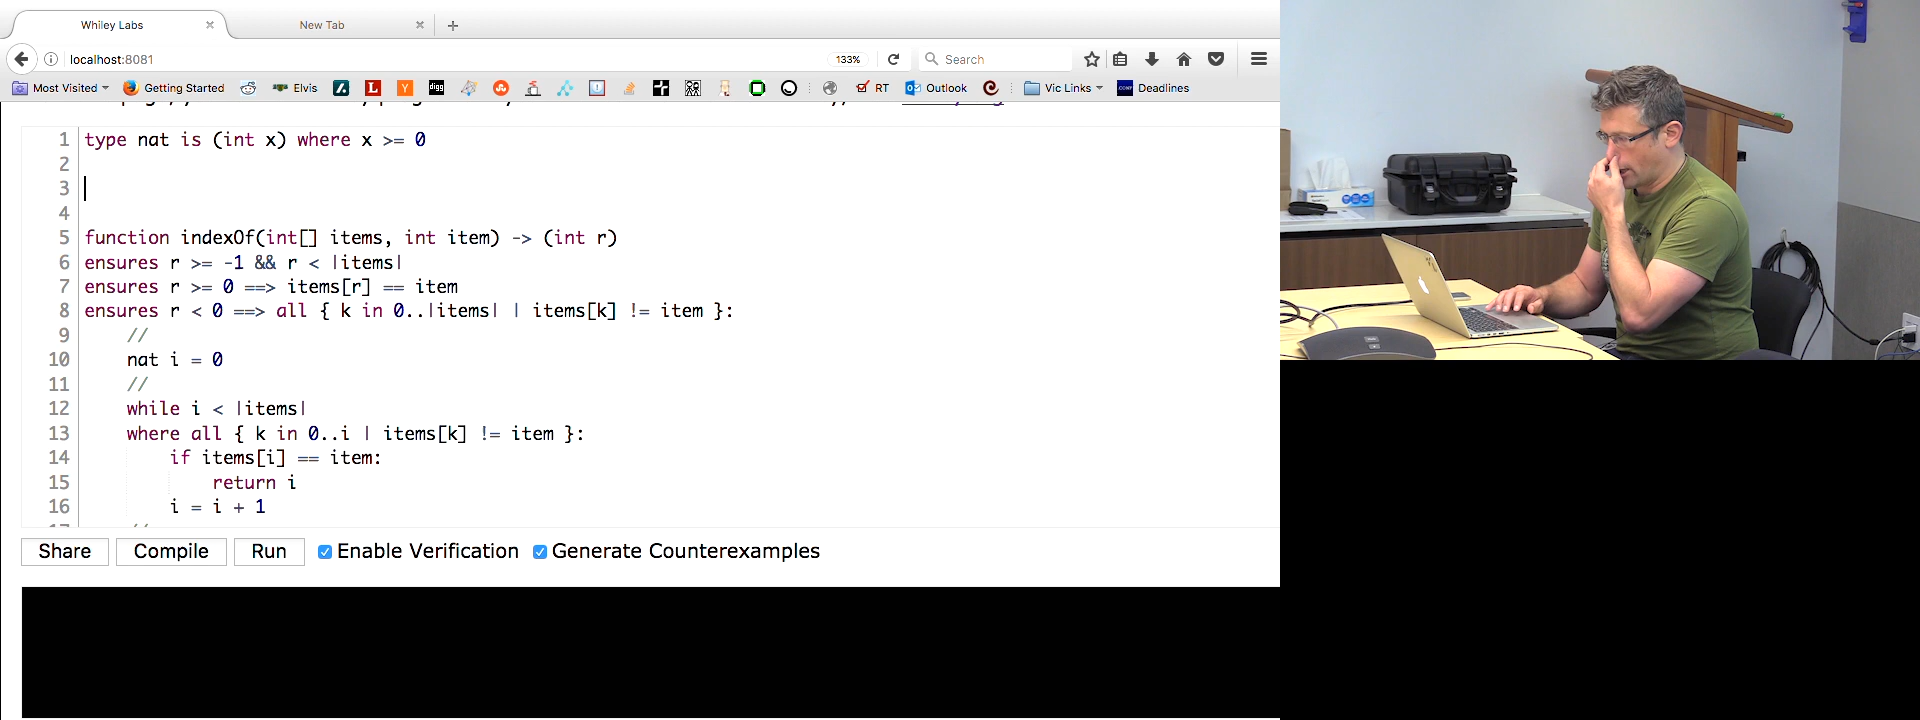 Whiley Labs
New Tab
localhost:8081
133%
Search
Most Visited
Getting Started
Elvis
RT
Outlook
Vic Links
Deadlines
1 type nat is (int x) where x >= 0
2
3
4
5 function indexOf(int[] items, int item) -> (int r)
6 ensures r >= -1 && r < |items|
7 ensures r >= 0 ==> items[r] == item
8 ensures r < 0 ==> all { k in 0..|items| | items[k] != item }:
9 //
10 nat i = 0
11 //
12 while i < |items|
13 where all { k in 0..i | items[k] != item }:
14 if items[i] == item:
15 return i
16 i = i + 1
Share
Compile
Run
Enable Verification
Generate Counterexamples